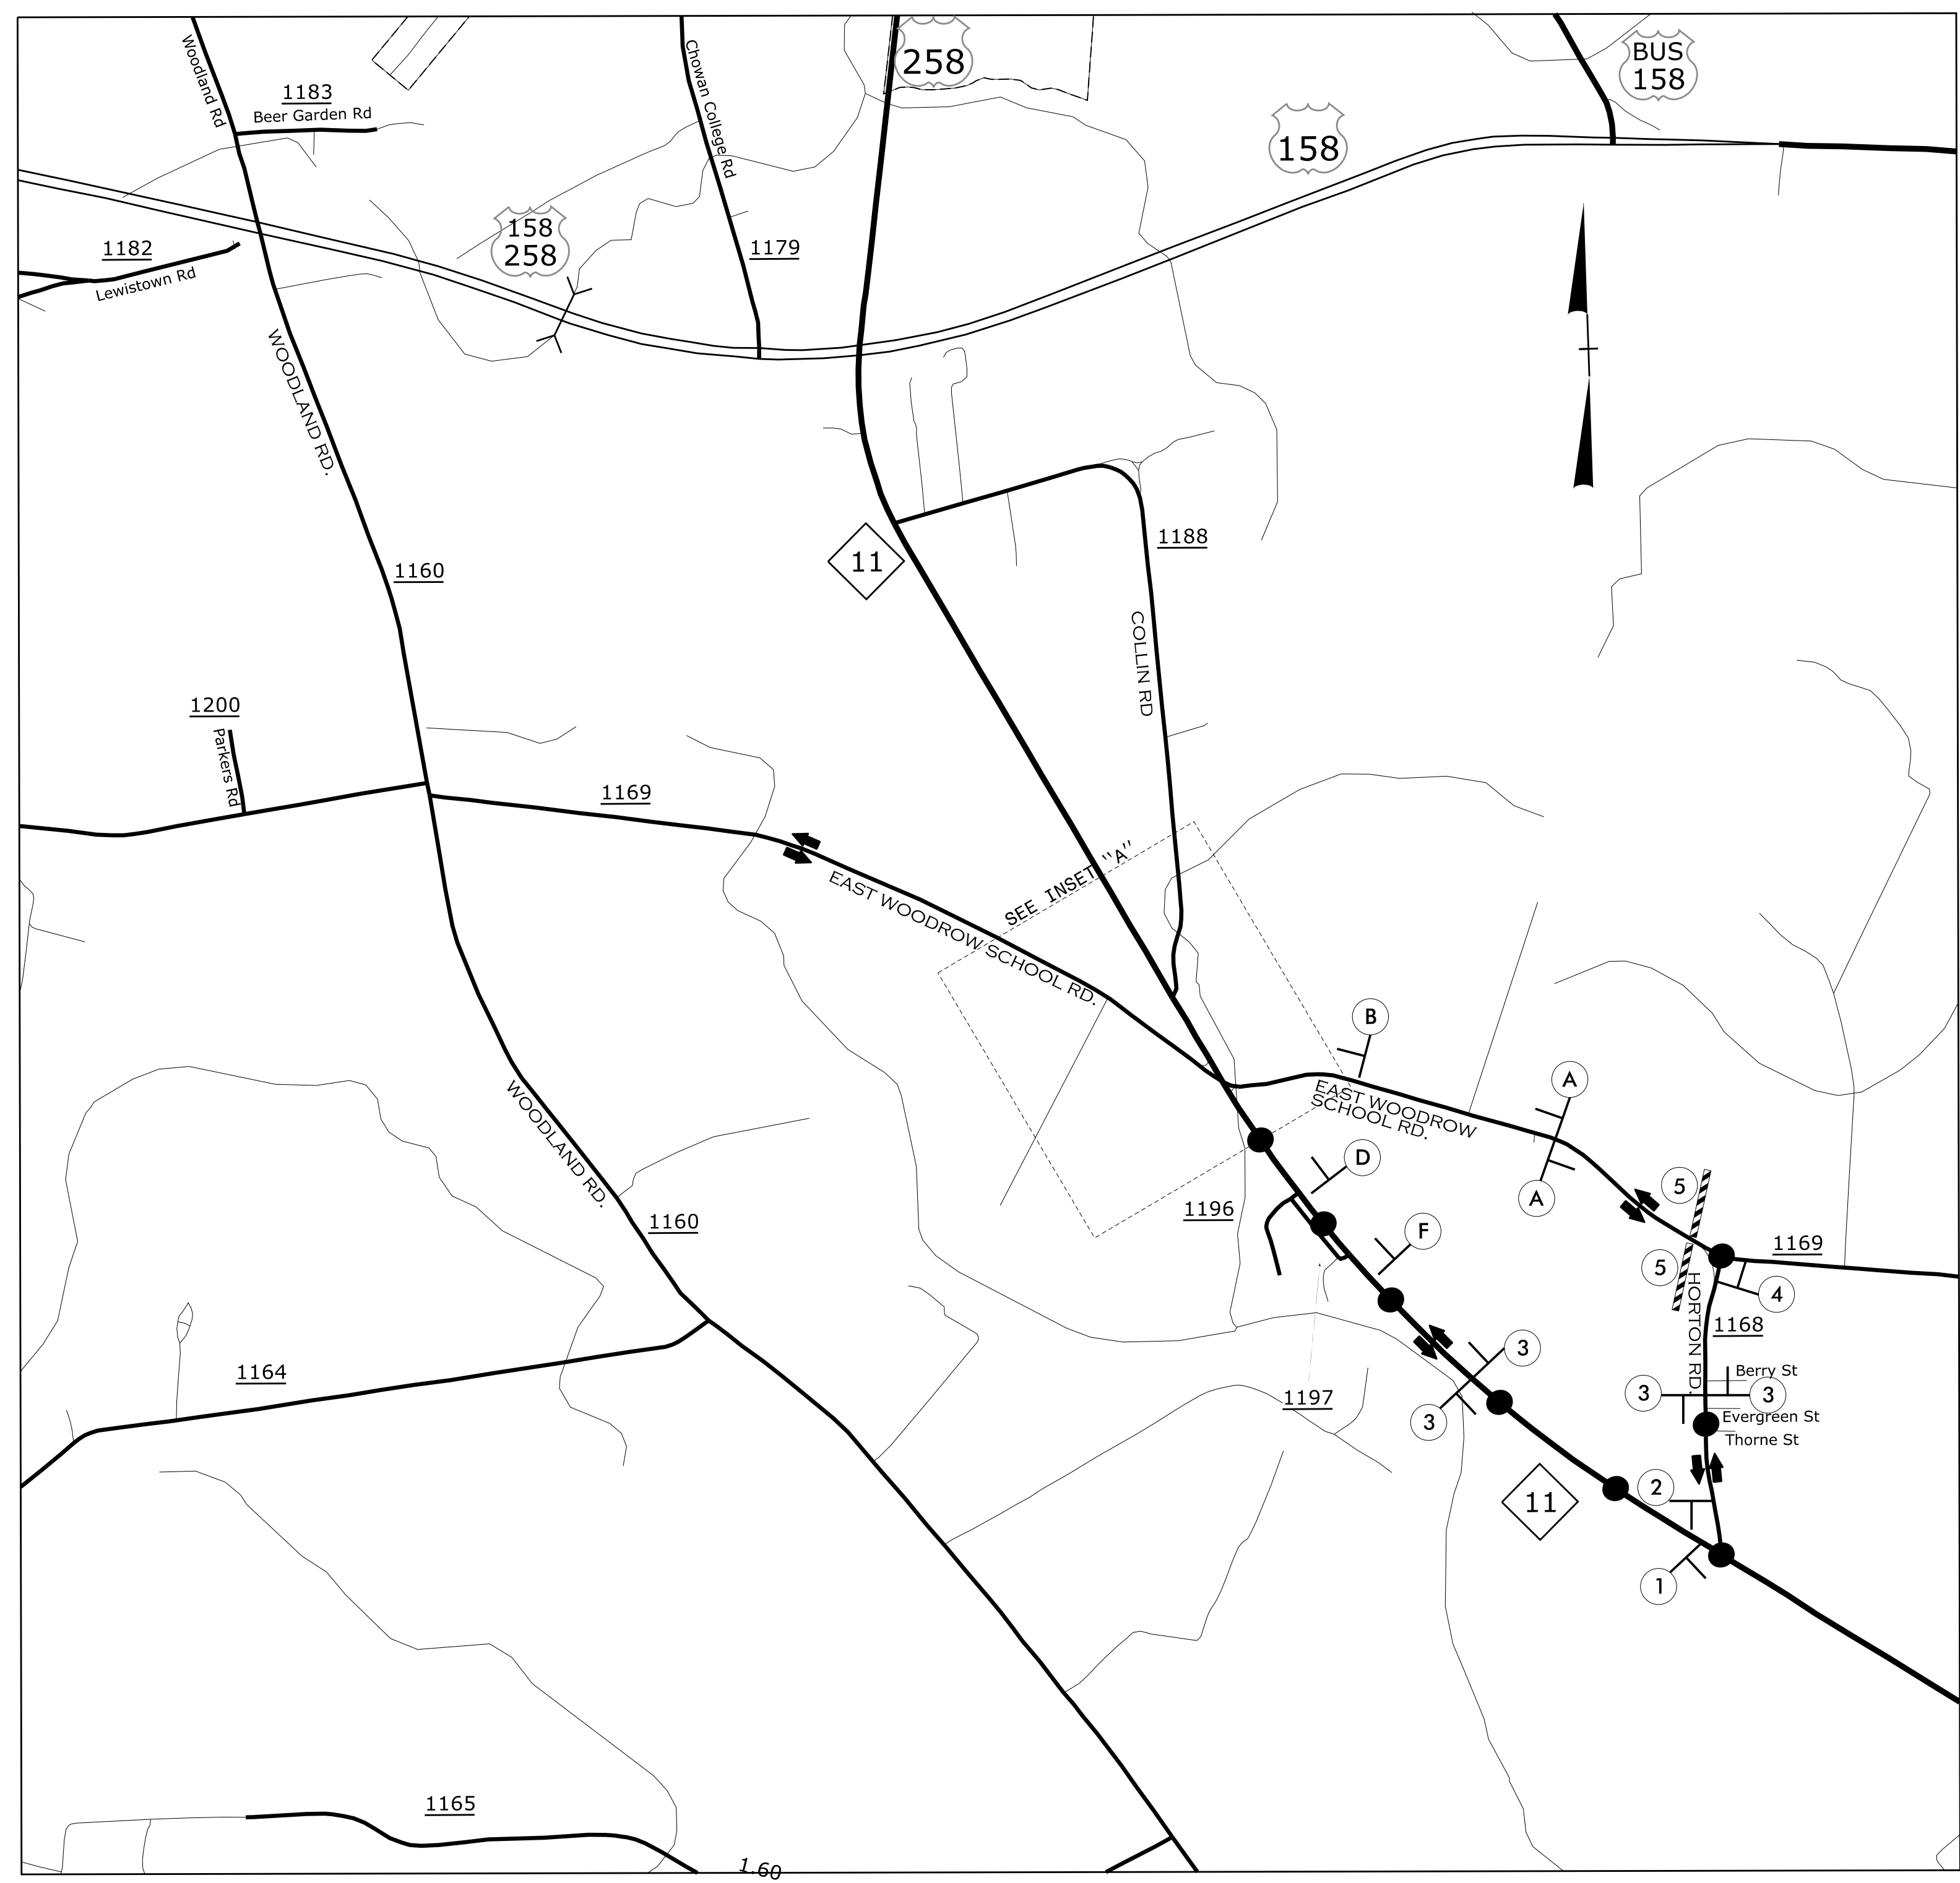 258
BUS
158
Woodland Rd
1183
Beer Garden Rd
Chowan College Rd
158
158
258
1182
Lewistown Rd
1179
WOODLAND RD.
11
1188
1160
COLLIN RD
1200
Parkers Rd
1169
SEE INSET "A"
EAST WOODROW SCHOOL RD.
B
A
EAST WOODROW
SCHOOL RD.
WOODLAND RD.
D
5
A
1196
1160
F
1169
5
4
HORTON RD.
1168
3
1164
Berry St
3
3
1197
3
Evergreen St
Thorne St
2
11
1
1165
1.60